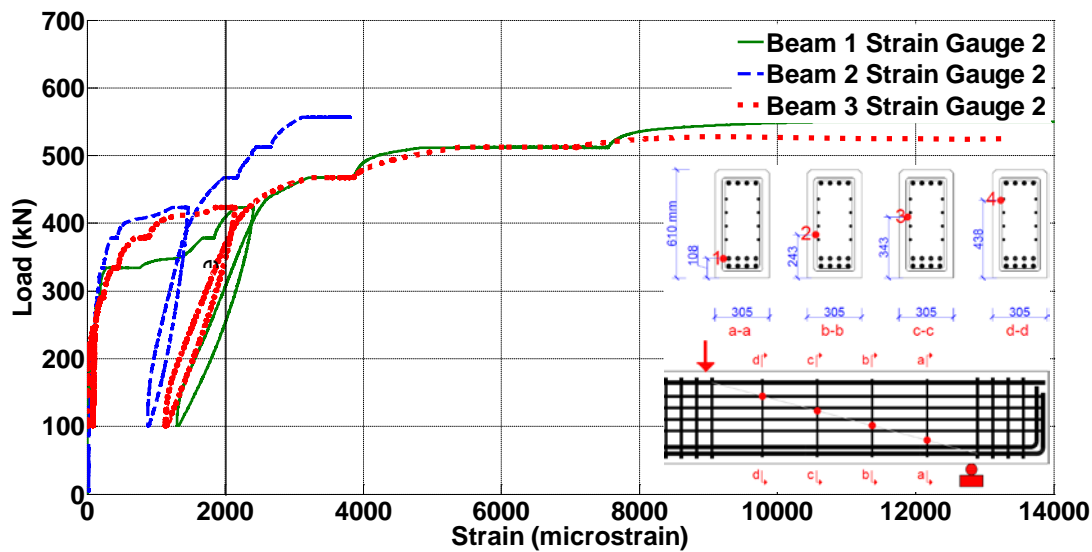 700
600
500
400
300
200
100
0
Load (kN)
Beam 1 Strain Gauge 2
Beam 2 Strain Gauge 2
Beam 3 Strain Gauge 2
610 mm
108
1
305
a-a
243
2
305
b-b
343
3
305
c-c
438
4
305
d-d
d c b a
d c b a
0 2000 4000 6000 8000 10000 12000 14000
Strain (microstrain)